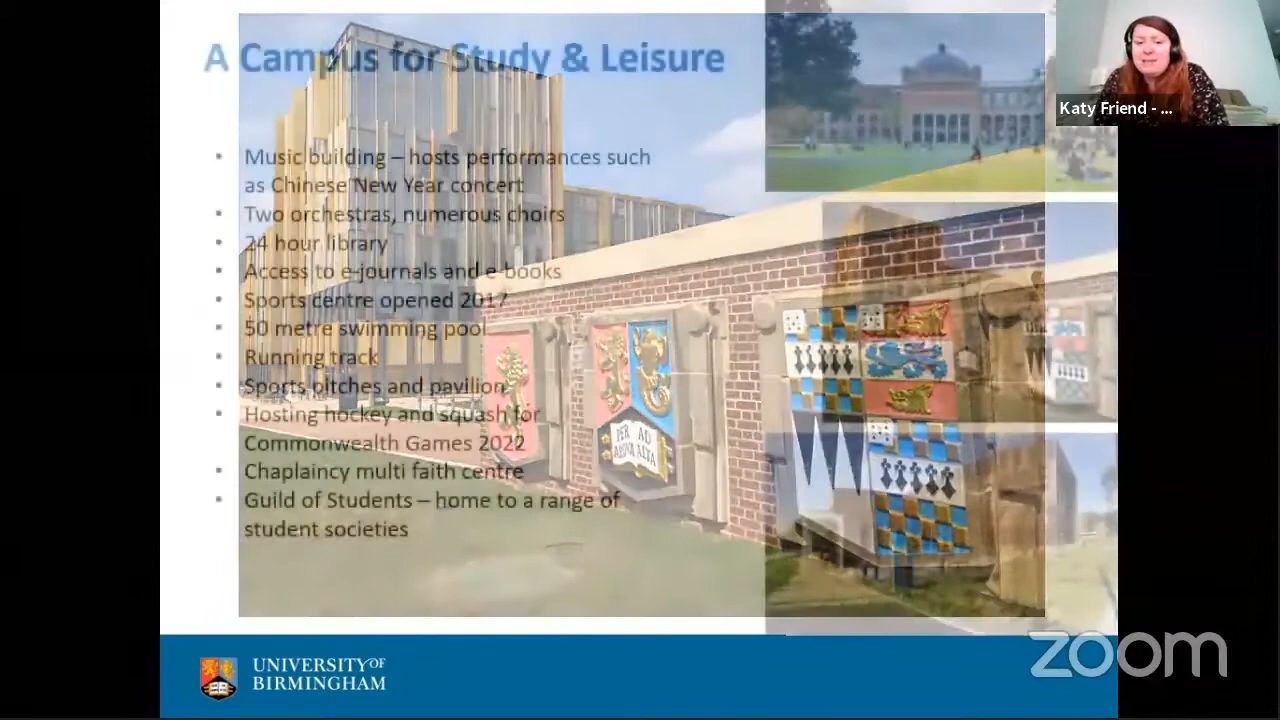 A Campus for Study & Leisure
Katy Friend - ...
• Music building – hosts performances such
as Chinese New Year concert
• Two orchestras, numerous choirs
• 24 hour library
• Access to e-journals and e-books
• Sports centre opened 2017
• 50 metre swimming pool
• Running track
• Sports pitches and pavilion
• Hosting hockey and squash for
Commonwealth Games 2022
• Chaplaincy multi faith centre
• Guild of Students – home to a range of
student societies
PER AD
ARDUA ALTA
UNIVERSITY OF
BIRMINGHAM
zoom